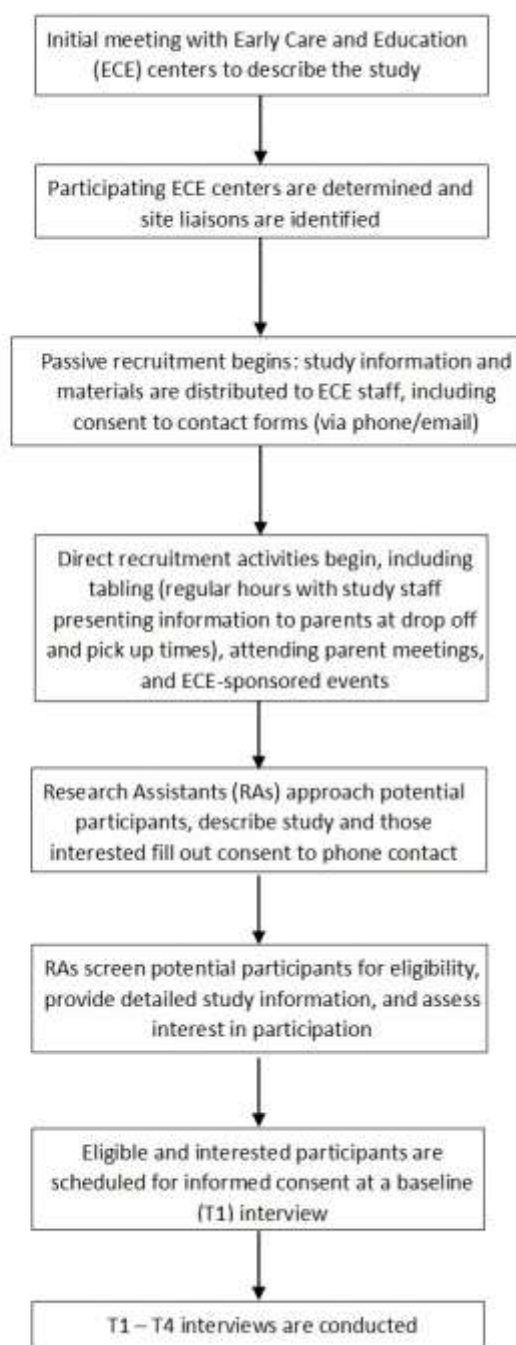 Initial meeting with Early Care and Education
(ECE) centers to describe the study
Participating ECE centers are determined and
site liaisons are identified
Passive recruitment begins: study information and
materials are distributed to ECE staff, including
consent to contact forms (via phone/email)
Direct recruitment activities begin, including
tabling (regular hours with study staff
presenting information to parents at drop off
and pick up times), attending parent meetings,
and ECE-sponsored events
Research Assistants (RAs) approach potential
participants, describe study and those
interested fill out consent to phone contact
RAs screen potential participants for eligibility,
provide detailed study information, and assess
interest in participation
Eligible and interested participants are
scheduled for informed consent at a baseline
(T1) interview
T1 – T4 interviews are conducted